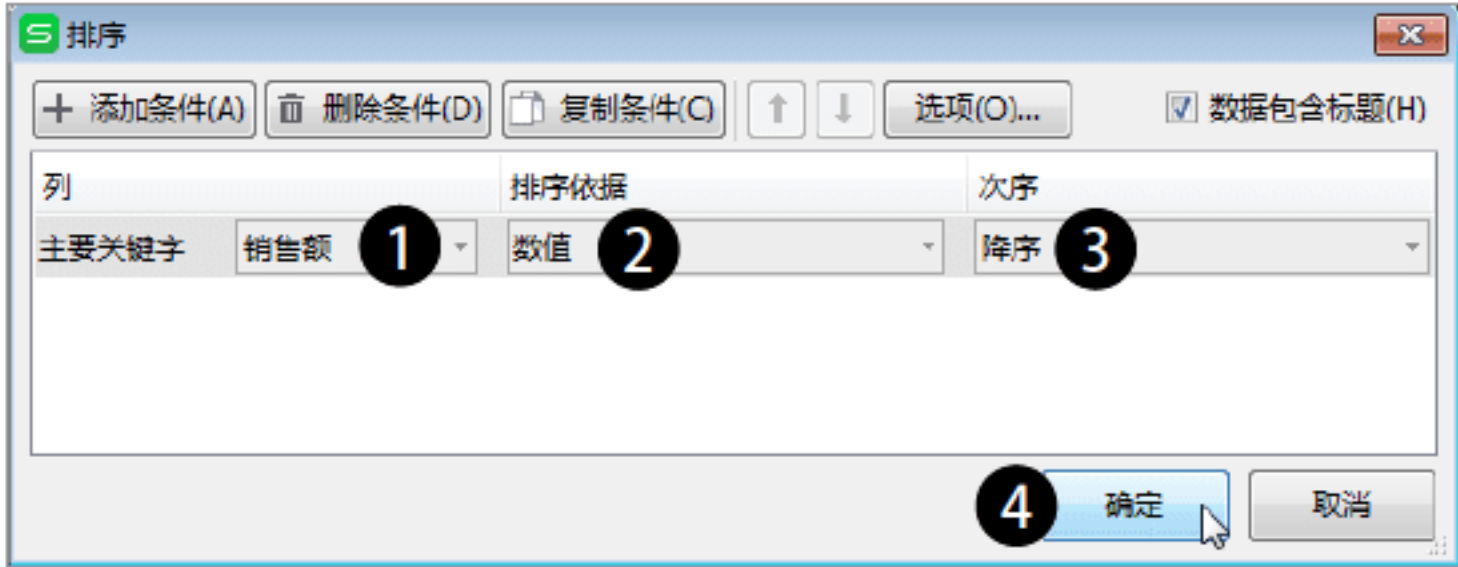 排序
添加条件(A) 删除条件(D) 复制条件(C) 选项(O)... 数据包含标题(H)
列 排序依据 次序
主要关键字 销售额 1 数值 2 降序 3
4 确定 取消